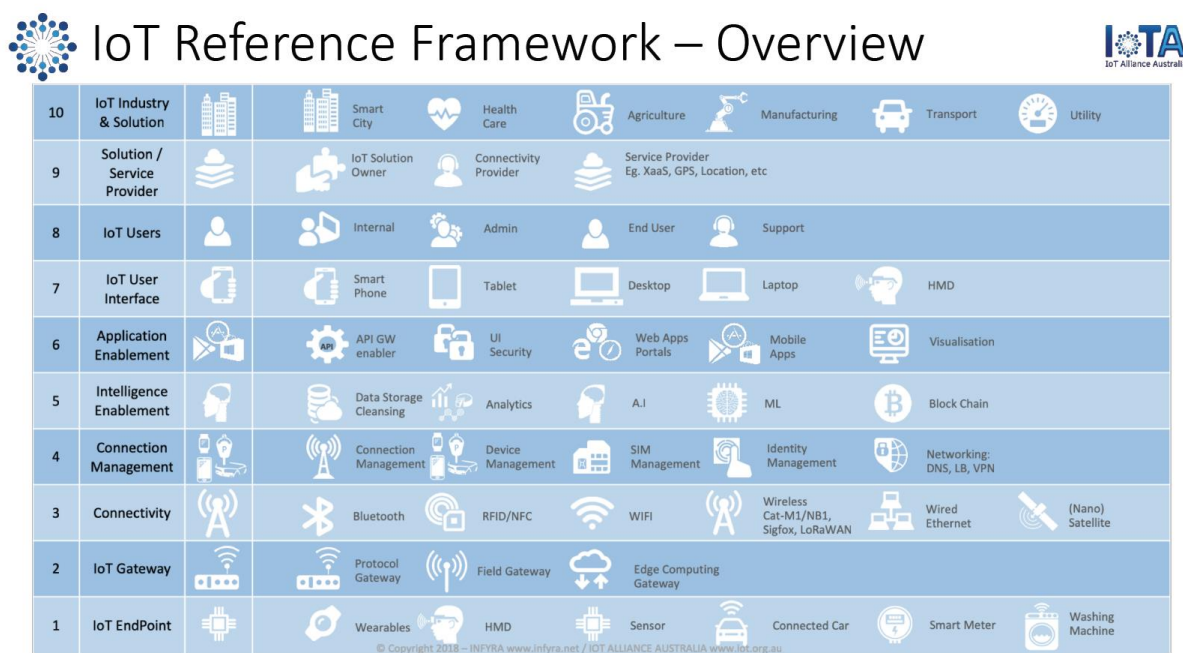 IoT Reference Framework – Overview
IoTA
IoT Alliance Australi
10
IoT Industry
& Solution
Smart
City
Health
Care
Agriculture
Manufacturing
Transport
Utility
9
Solution /
Service
Provider
IoT Solution
Owner
Connectivity
Provider
Service Provider
Eg. XaaS, GPS, Location, etc
8
IoT Users
Internal
Admin
End User
Support
7
IoT User
Interface
Smart
Phone
Tablet
Desktop
Laptop
HMD
6
Application
Enablement
API
API GW
enabler
UI
Security
Web Apps
Portals
Mobile
Apps
Visualisation
5
Intelligence
Enablement
Data Storage
Cleansing
Analytics
A.I
ML
Block Chain
4
Connection
Management
P
Connection
Management
P
Device
Management
SIM
Management
Identity
Management
Networking:
DNS, LB, VPN
3
Connectivity
Bluetooth
RFID/NFC
WIFI
Wireless
Cat-M1/NB1,
Sigfox, LoRaWAN
Wired
Ethernet
(Nano)
Satellite
2
IoT Gateway
Protocol
Gateway
Field Gateway
Edge Computing
Gateway
1
IoT EndPoint
Wearables
HMD
Sensor
Connected Car
Smart Meter
Washing
Machine
© Copyright 2018 – INFYRA www.infyra.net / IOT ALLIANCE AUSTRALIA www.iot.org.au